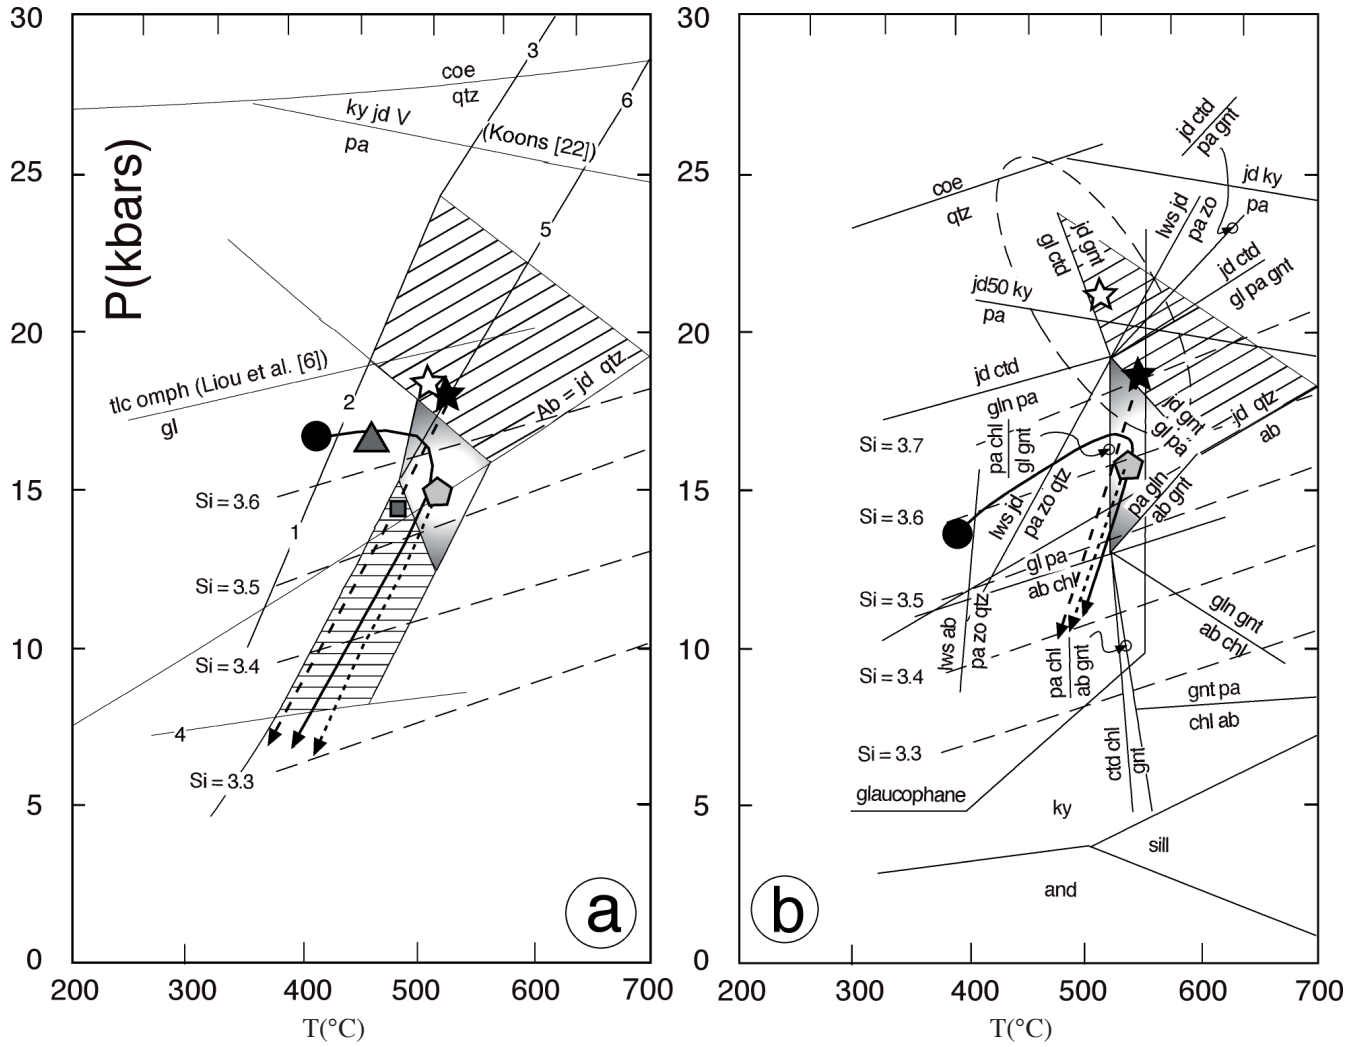 30
25
20
15
10
5
0
200
300
400
500
600
700
T(°C)
P(kbars)
coe
qtz
ky jd V
pa
(Koons [22])
3
6
5
2
1
4
tlc omph (Liou et al. [6])
gl
Ab = jd qtz
Si = 3.6
Si = 3.5
Si = 3.4
Si = 3.3
a
30
25
20
15
10
5
0
200
300
400
500
600
700
T(°C)
jd ctd
pa gnt
coe
qtz
jd ky
pa
lws jd
pa zo
jd gnt
gl ctd
jd ctd
gl pa gnt
jd50 ky
pa
jd ctd
gln pa
jd gnt
gl pa
jd qtz
ab
Si = 3.7
pa chl
gl gnt
Si = 3.6
lws jd
pa zo qtz
pa gln
ab gnt
gl pa
ab chl
Si = 3.5
lws ab
pa zo qtz
gln gnt
ab chl
Si = 3.4
pa chl
ab gnt
gnt pa
chl ab
Si = 3.3
ctd chl
gnt
glaucophane
ky
sill
and
b